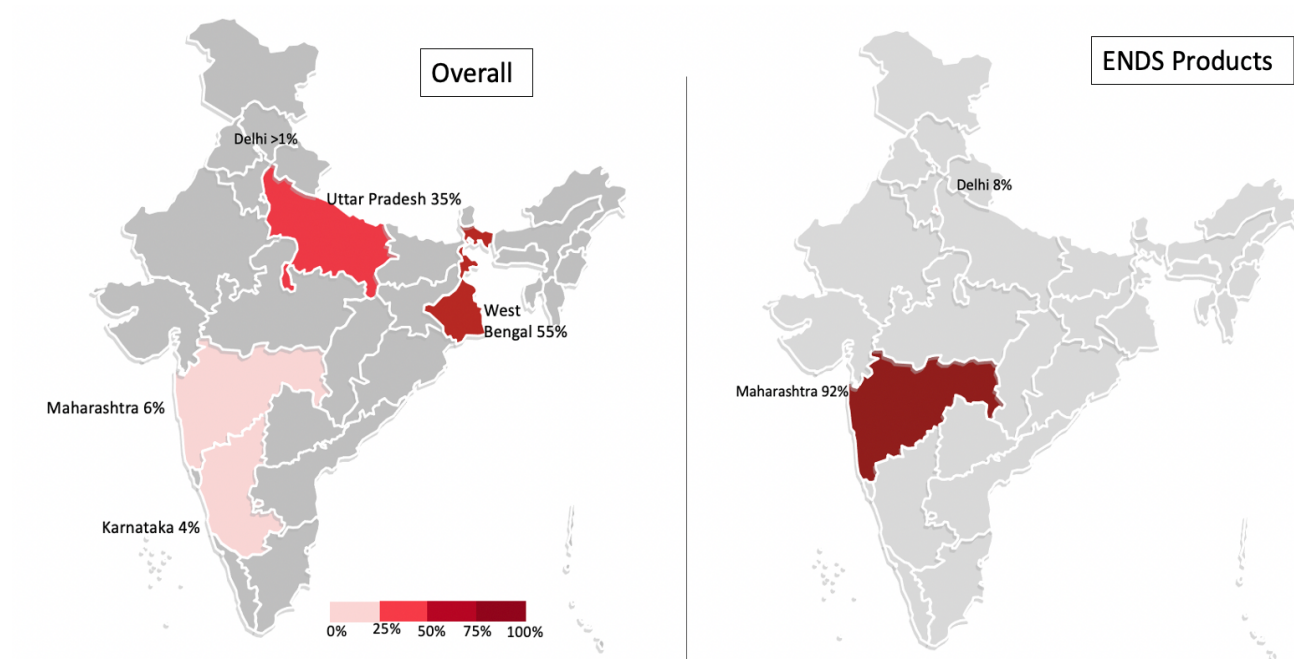 Overall
Delhi >1%
Uttar Pradesh 35%
West
Bengal 55%
Maharashtra 6%
Karnataka 4%
0%
25%
50%
75%
100%
ENDS Products
Delhi 8%
Maharashtra 92%